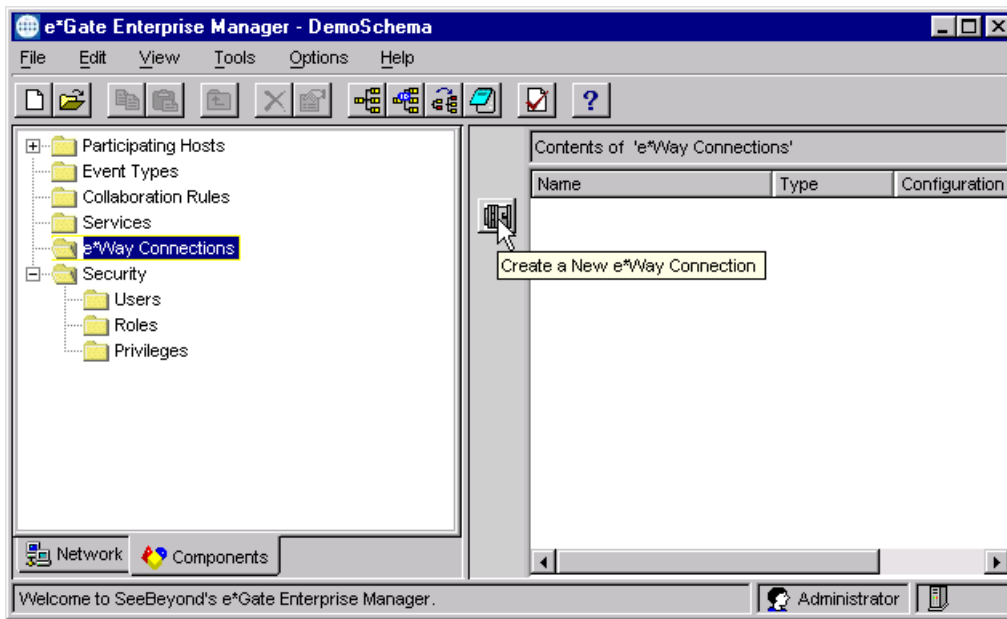 e*Gate Enterprise Manager - DemoSchema
File Edit View Tools Options Help
Participating Hosts
Event Types
Collaboration Rules
Services
e*Way Connections
Security
Users
Roles
Privileges
Network
Components
Contents of 'e*Way Connections'
Name Type Configuration
Create a New e*Way Connection
Welcome to SeeBeyond's e*Gate Enterprise Manager.
Administrator